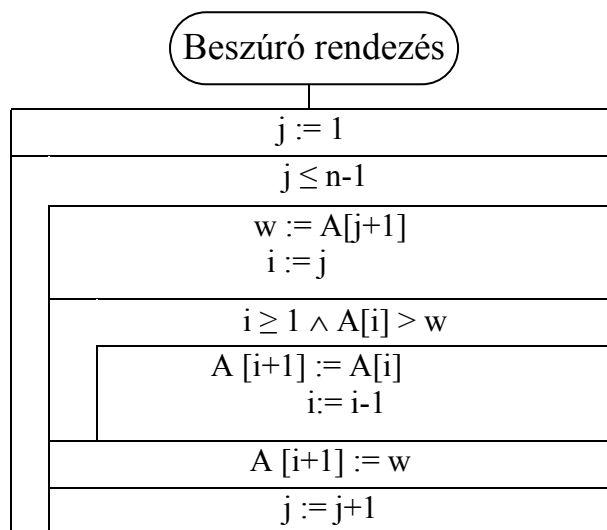 Beszúró rendezés
j := 1
j ≤ n-1
w := A[j+1]
i := j
i ≥ 1 ∧ A[i] > w
A [i+1] := A[i]
i:= i-1
A [i+1] := w
j := j+1